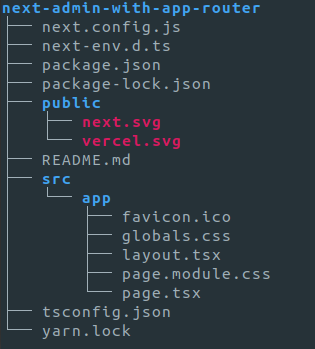 next-admin-with-app-router
├── next.config.js
├── next-env.d.ts
├── package.json
├── package-lock.json
├── public
│   ├── next.svg
│   └── vercel.svg
├── README.md
├── src
│   └── app
│       ├── favicon.ico
│       ├── globals.css
│       ├── layout.tsx
│       ├── page.module.css
│       └── page.tsx
├── tsconfig.json
└── yarn.lock